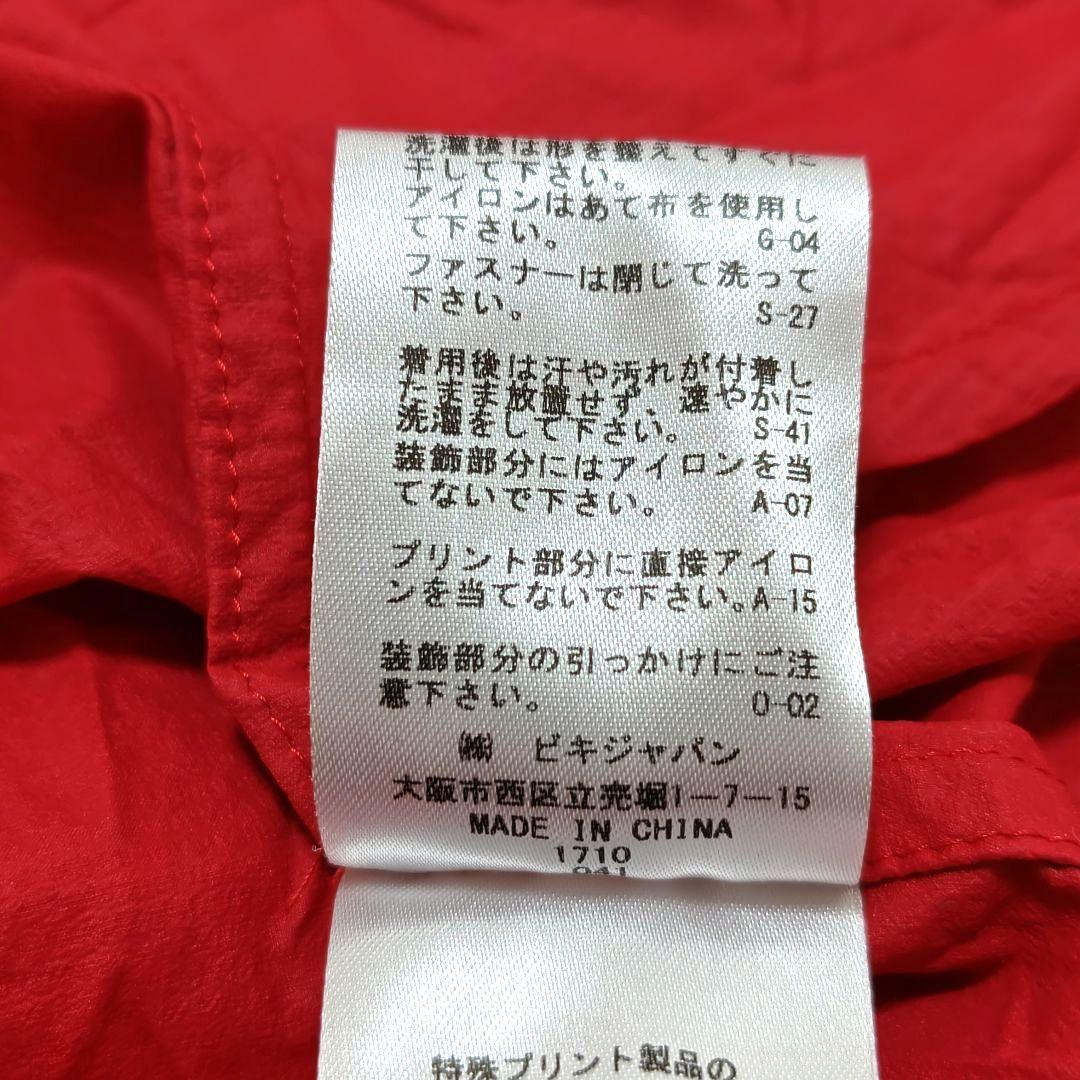 洗濯後は形を整えてすぐに
干して下さい。
アイロンはあて布を使用し
て下さい。 G-04
ファスナーは閉じて洗って
下さい。 S-27
着用後は汗や汚れが付着し
たまま放置せず、速やかに
洗濯をして下さい。 S-41
装飾部分にはアイロンを当
てないで下さい。 A-07
プリント部分に直接アイロ
ンを当てないで下さい。A-15
装飾部分の引っかけにご注
意下さい。 O-02
㈱ ビキジャパン
大阪市西区立売堀1-7-15
MADE IN CHINA
1710
041
特殊プリント製品の